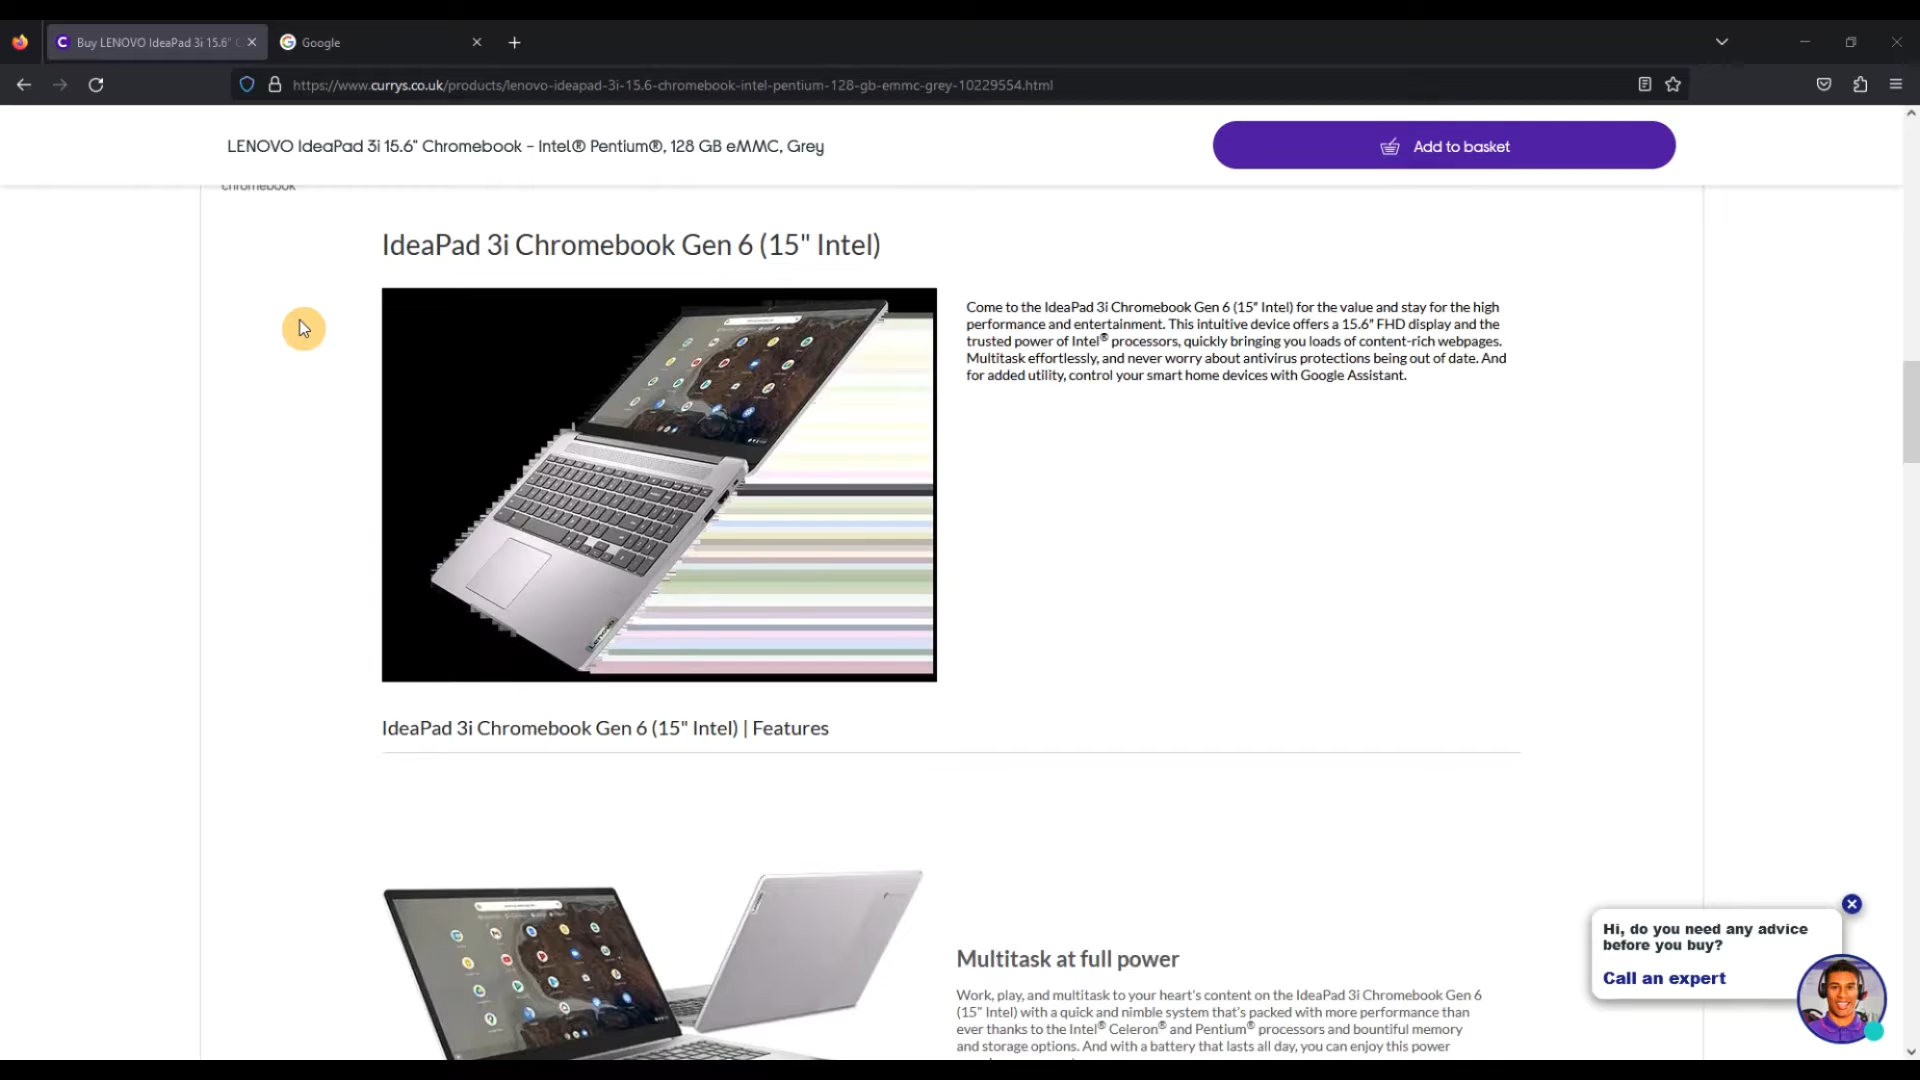 Buy LENOVO IdeaPad 3i 15.6"
Google
https://www.currys.co.uk/products/lenovo-ideapad-3i-15.6-chromebook-intel-pentium-128-gb-emmc-grey-10229554.html
LENOVO IdeaPad 3i 15.6" Chromebook - Intel® Pentium®, 128 GB eMMC, Grey
Add to basket
chromebook
IdeaPad 3i Chromebook Gen 6 (15" Intel)
Come to the IdeaPad 3i Chromebook Gen 6 (15" Intel) for the value and stay for the high
performance and entertainment. This intuitive device offers a 15.6" FHD display and the
trusted power of Intel® processors, quickly bringing you loads of content-rich webpages.
Multitask effortlessly, and never worry about antivirus protections being out of date. And
for added utility, control your smart home devices with Google Assistant.
Lenovo
IdeaPad 3i Chromebook Gen 6 (15" Intel) | Features
Multitask at full power
Work, play, and multitask to your heart's content on the IdeaPad 3i Chromebook Gen 6
(15" Intel) with a quick and nimble system that's packed with more performance than
ever thanks to the Intel® Celeron® and Pentium® processors and bountiful memory
and storage options. And with a battery that lasts all day, you can enjoy this power
Hi, do you need any advice
before you buy?
Call an expert